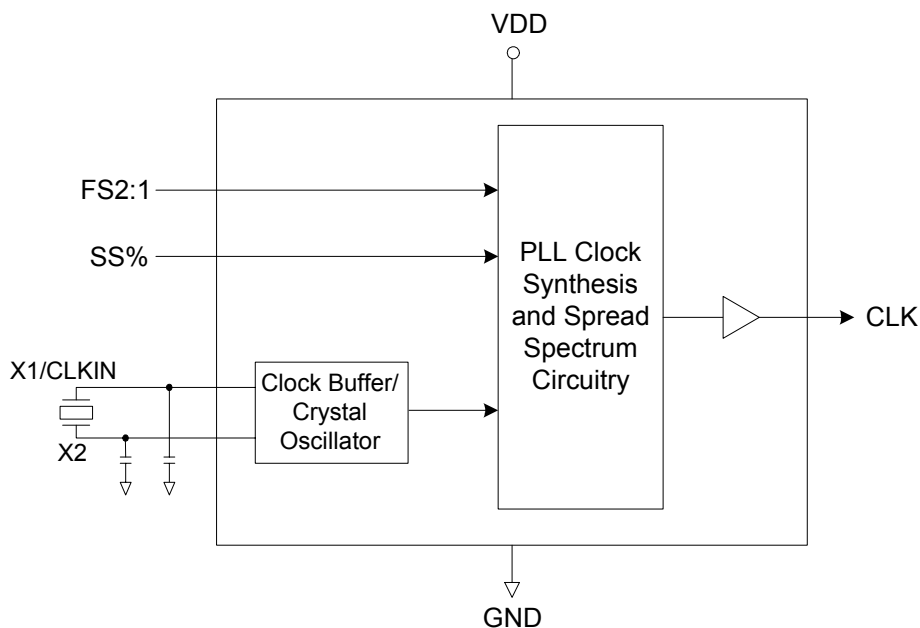 VDD
FS2:1
SS%
PLL Clock
Synthesis
and Spread
Spectrum
Circuitry
CLK
X1/CLKIN
Clock Buffer/
Crystal
Oscillator
X2
GND